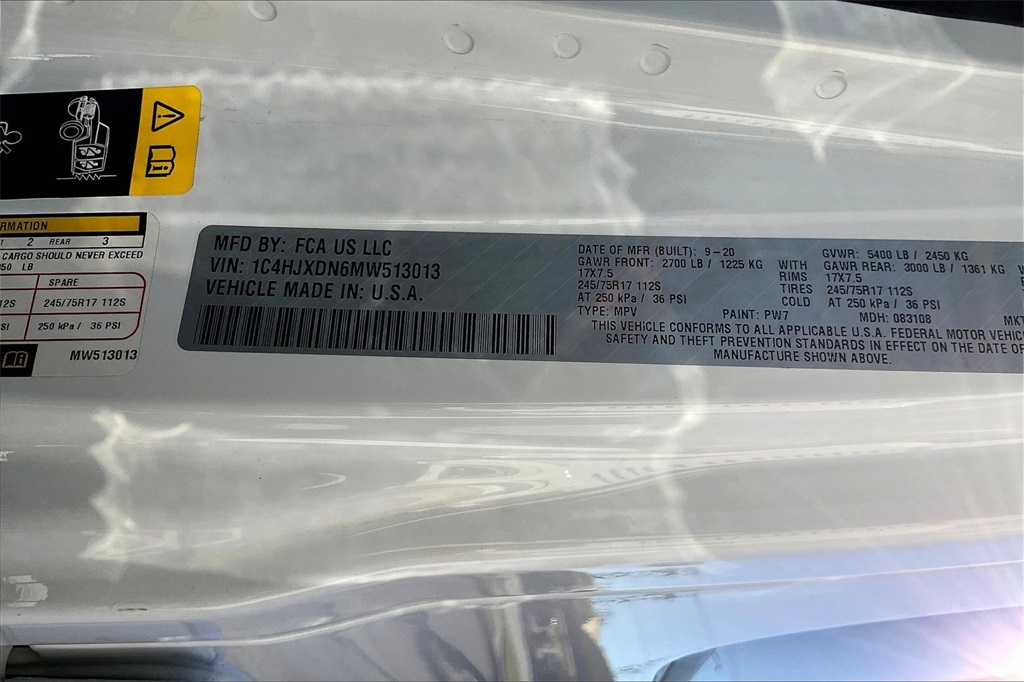 RMATION
T 2 REAR 3
CARGO SHOULD NEVER EXCEED
50 LB
SPARE
12S 245/75R17 112S
SI 250 kPa / 36 PSI
MW513013
MFD BY: FCA US LLC
VIN: 1C4HJXDN6MW513013
VEHICLE MADE IN: U.S.A.
DATE OF MFR (BUILT): 9-20 GVWR: 5400 LB / 2450 KG
GAWR FRONT: 2700 LB / 1225 KG WITH GAWR REAR: 3000 LB / 1361 KG
17X7.5 RIMS 17X7.5
245/75R17 112S TIRES 245/75R17 112S
AT 250 kPa / 36 PSI COLD AT 250 kPa / 36 PSI
TYPE: MPV PAINT: PW7 MDH: 083108 MKT
THIS VEHICLE CONFORMS TO ALL APPLICABLE U.S.A. FEDERAL MOTOR VEHIC
SAFETY AND THEFT PREVENTION STANDARDS IN EFFECT ON THE DATE OF
MANUFACTURE SHOWN ABOVE.